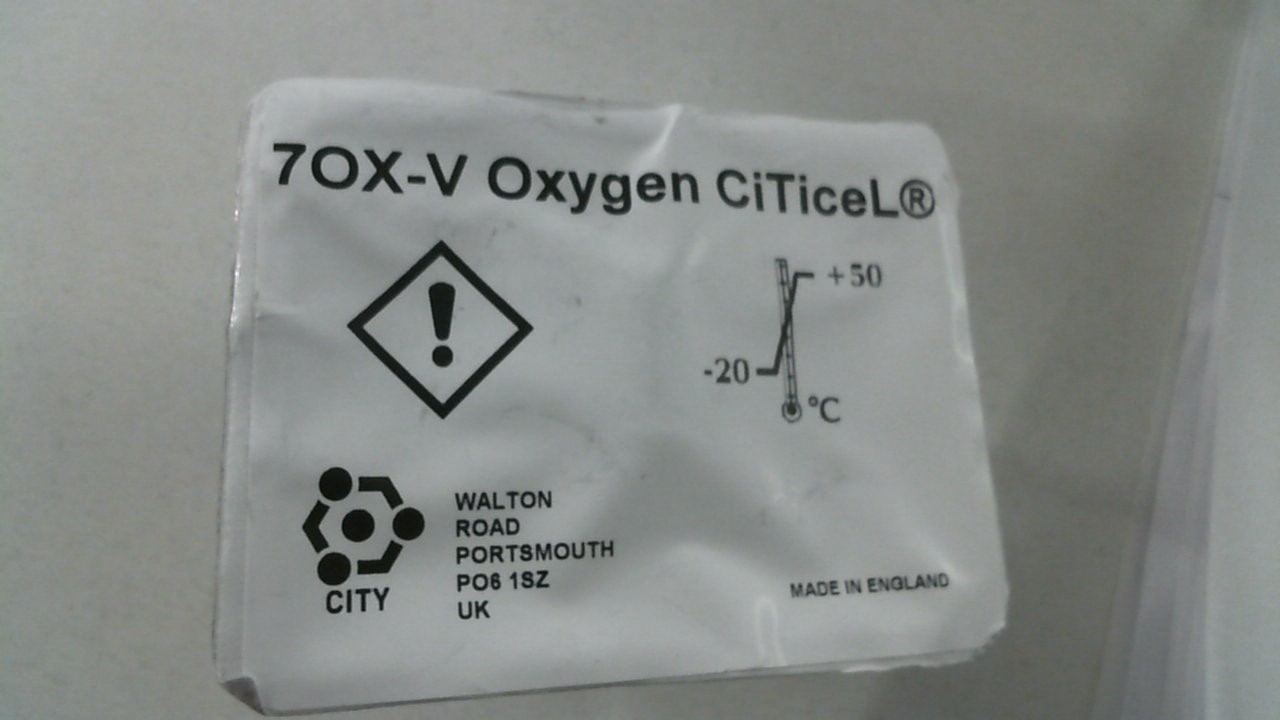 7OX-V Oxygen CiTiceL®
+50
-20
°C
WALTON
ROAD
PORTSMOUTH
PO6 1SZ
UK
CITY
MADE IN ENGLAND